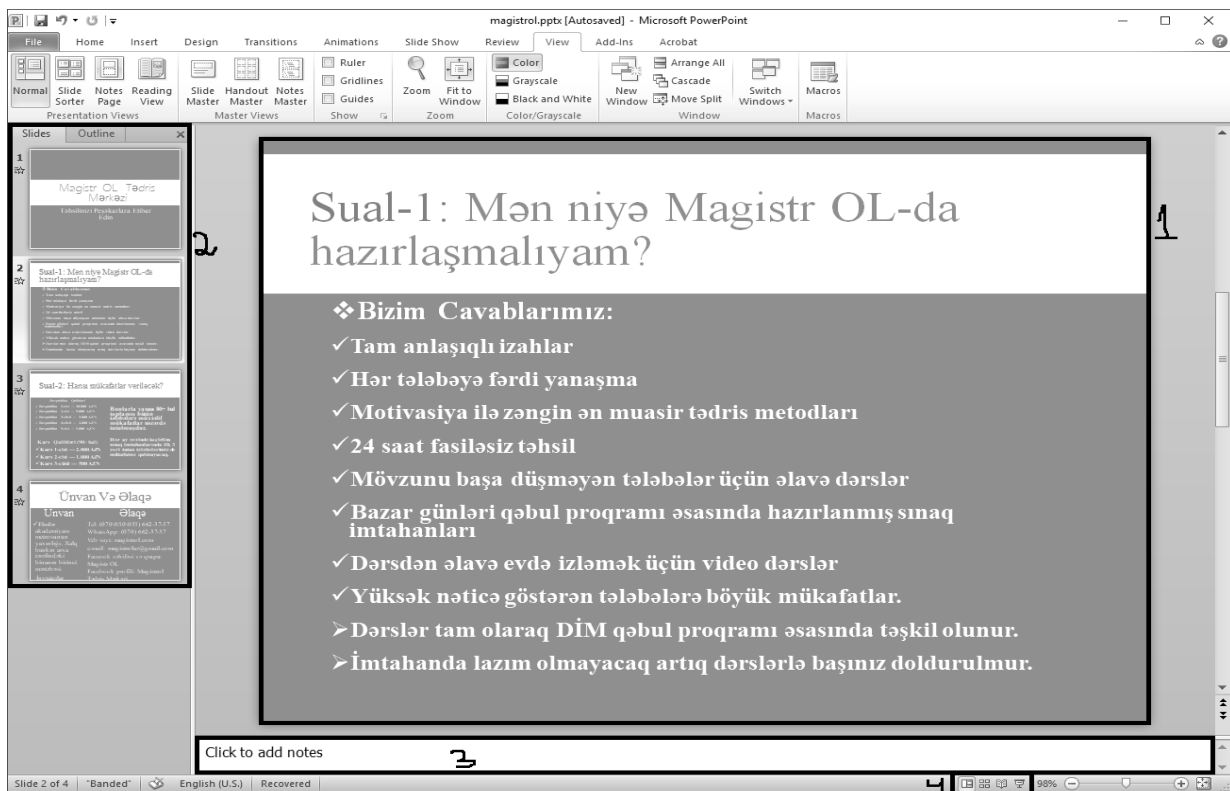 magistrol.pptx [Autosaved] - Microsoft PowerPoint
File Home Insert Design Transitions Animations Slide Show Review View Add-Ins Acrobat
Normal Slide Sorter Notes Page Reading View
Presentation Views
Slide Master Handout Master Notes Master
Master Views
Ruler
Gridlines
Guides
Show
Zoom Fit to Window
Zoom
Color
Grayscale
Black and White
Color/Grayscale
New Window
Arrange All
Cascade
Move Split
Switch Windows
Window
Macros
Macros
Slides Outline
1
Magistr OL Tədris
Mərkəzi
2
Sual-1: Mən niyə Magistr OL-da
hazırlaşmalıyam?
3
Sual-2: Hansı mükafatlar veriləcək?
4
Ünvan Və Əlaqə
Ünvan Əlaqə
2
Sual-1: Mən niyə Magistr OL-da
hazırlaşmalıyam?
❖Bizim Cavablarımız:
✓Tam anlaşıqlı izahlar
✓Hər tələbəyə fərdi yanaşma
✓Motivasiya ilə zəngin ən muasir tədris metodları
✓24 saat fasiləsiz təhsil
✓Mövzunu başa düşməyən tələbələr üçün əlavə dərslər
✓Bazar günləri qəbul proqramı əsasında hazırlanmış sınaq
imtahanları
✓Dərsdən əlavə evdə izləmək üçün video dərslər
✓Yüksək nəticə göstərən tələbələrə böyük mükafatlar.
➢Dərslər tam olaraq DİM qəbul proqramı əsasında təşkil olunur.
➢İmtahanda lazım olmayacaq artıq dərslərlə başınız doldurulmur.
1
Click to add notes
3
Slide 2 of 4 "Banded" English (U.S.) Recovered 4 98%